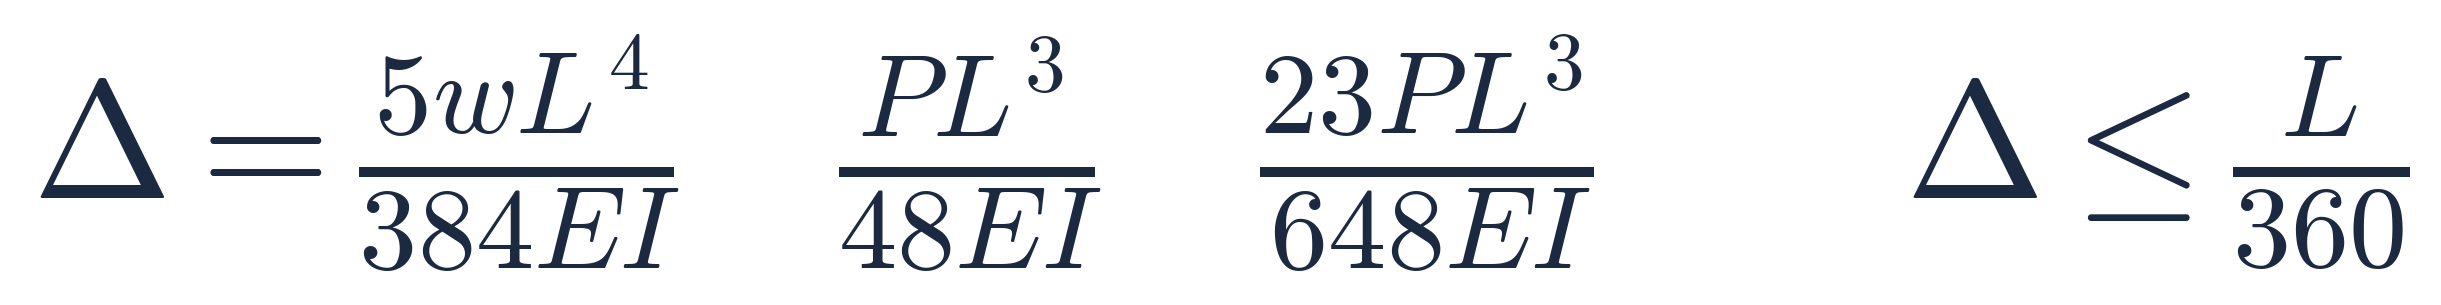 Δ = 5wL⁴/384EI  PL³/48EI  23PL³/648EI  Δ ≤ L/360